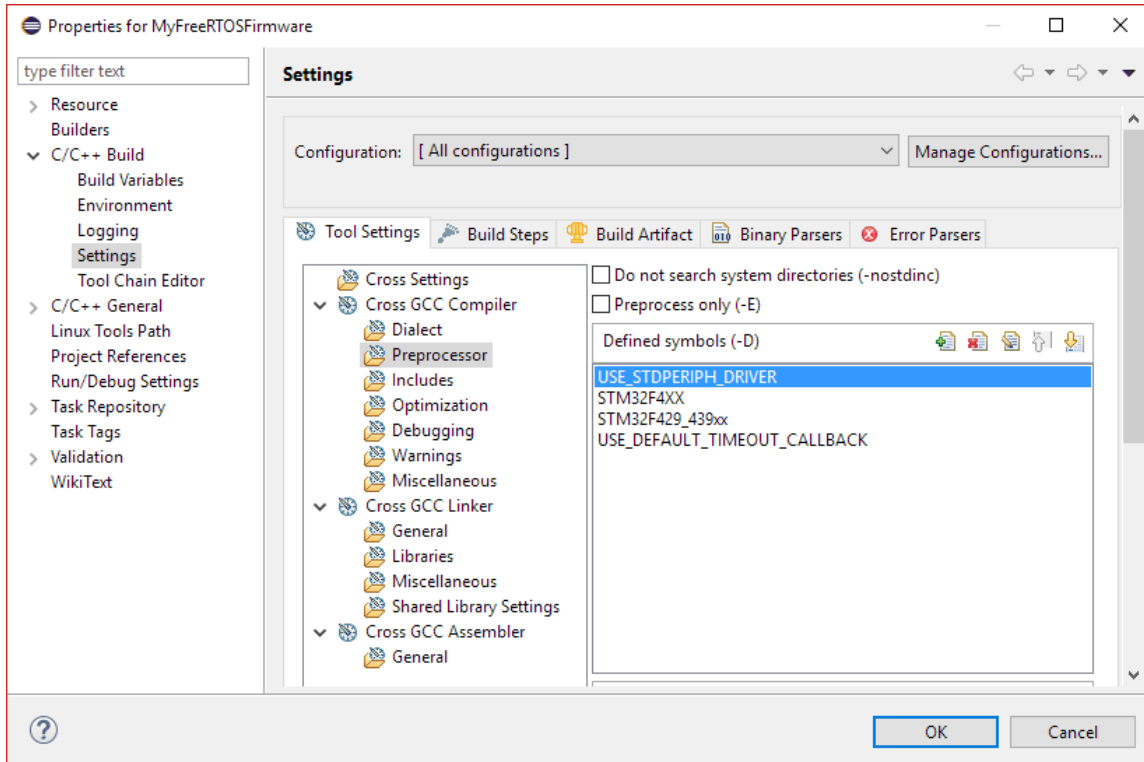 Properties for MyFreeRTOSFirmware
type filter text
Resource
Builders
C/C++ Build
Build Variables
Environment
Logging
Settings
Tool Chain Editor
C/C++ General
Linux Tools Path
Project References
Run/Debug Settings
Task Repository
Task Tags
Validation
WikiText
Settings
Configuration: [ All configurations ] Manage Configurations...
Tool Settings Build Steps Build Artifact Binary Parsers Error Parsers
Cross Settings
Cross GCC Compiler
Dialect
Preprocessor
Includes
Optimization
Debugging
Warnings
Miscellaneous
Cross GCC Linker
General
Libraries
Miscellaneous
Shared Library Settings
Cross GCC Assembler
General
Do not search system directories (-nostdinc)
Preprocess only (-E)
Defined symbols (-D)
USE_STDPERIPH_DRIVER
STM32F4XX
STM32F429_439xx
USE_DEFAULT_TIMEOUT_CALLBACK
OK Cancel